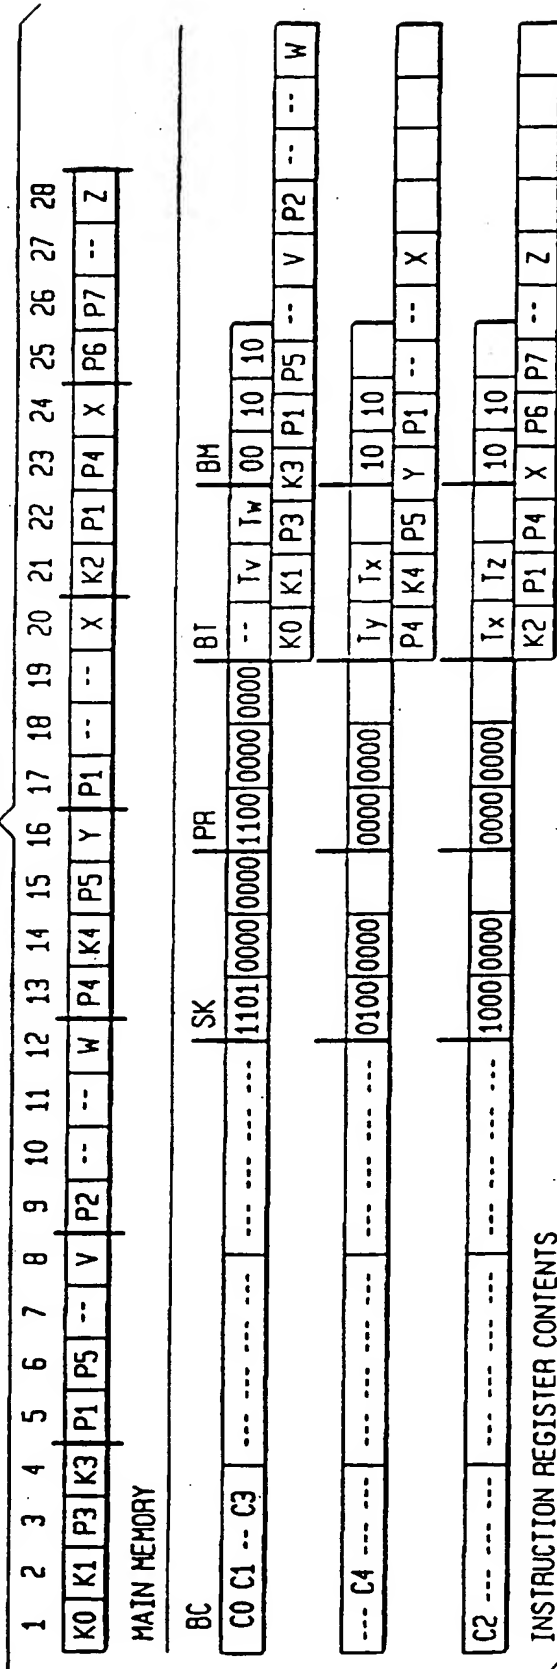 1 2 3 4 5 6 7 8 9 10 11 12 13 14 15 16 17 18 19 20 21 22 23 24 25 26 27 28
K0 K1 P3 K3 P1 P5 -- V P2 -- -- W P4 K4 P5 Y P1 -- -- X K2 P1 P4 X P6 P7 -- Z
MAIN MEMORY
BC SK PR BT BM
C0 C1 -- C3 --- --- --- --- --- --- --- --- 1101 0000 0000 1100 0000 0000 -- Tv Tw 00 10 10
K0 K1 P3 K3 P1 P5 -- V P2 -- -- W
--- C4 --- --- --- --- --- --- --- --- --- --- 0100 0000 0000 0000 Ty Tx 10 10
P4 K4 P5 Y P1 -- -- X
C2 --- --- --- --- --- --- --- --- --- --- --- 1000 0000 0000 0000 Tx Tz 10 10
K2 P1 P4 X P6 P7 -- Z
INSTRUCTION REGISTER CONTENTS